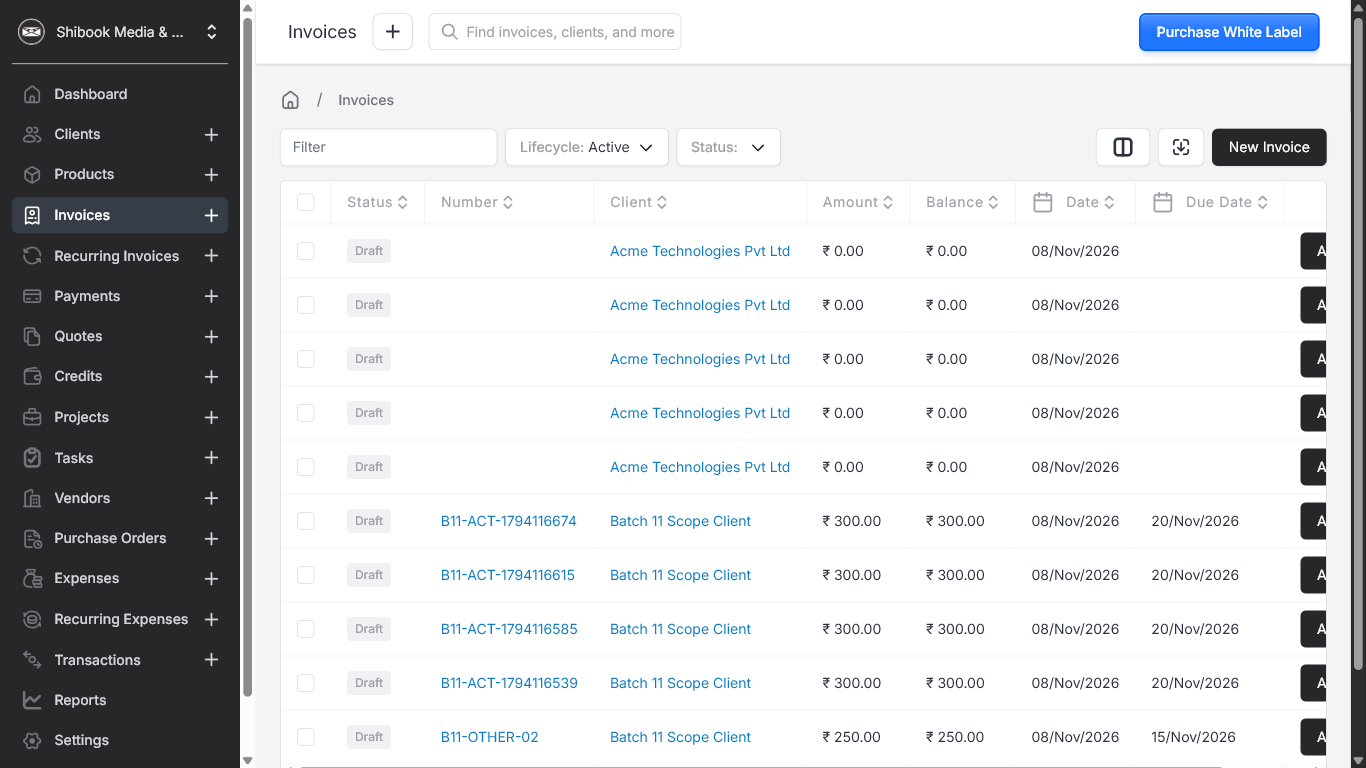 Shibook Media & ...
Invoices
Find invoices, clients, and more
Purchase White Label
Dashboard
Clients
Products
Invoices
Recurring Invoices
Payments
Quotes
Credits
Projects
Tasks
Vendors
Purchase Orders
Expenses
Recurring Expenses
Transactions
Reports
Settings
/ Invoices
Filter
Lifecycle: Active
Status:
New Invoice
Status Number Client Amount Balance Date Due Date
Draft Acme Technologies Pvt Ltd ₹ 0.00 ₹ 0.00 08/Nov/2026 A
Draft Acme Technologies Pvt Ltd ₹ 0.00 ₹ 0.00 08/Nov/2026 A
Draft Acme Technologies Pvt Ltd ₹ 0.00 ₹ 0.00 08/Nov/2026 A
Draft Acme Technologies Pvt Ltd ₹ 0.00 ₹ 0.00 08/Nov/2026 A
Draft Acme Technologies Pvt Ltd ₹ 0.00 ₹ 0.00 08/Nov/2026 A
Draft B11-ACT-1794116674 Batch 11 Scope Client ₹ 300.00 ₹ 300.00 08/Nov/2026 20/Nov/2026 A
Draft B11-ACT-1794116615 Batch 11 Scope Client ₹ 300.00 ₹ 300.00 08/Nov/2026 20/Nov/2026 A
Draft B11-ACT-1794116585 Batch 11 Scope Client ₹ 300.00 ₹ 300.00 08/Nov/2026 20/Nov/2026 A
Draft B11-ACT-1794116539 Batch 11 Scope Client ₹ 300.00 ₹ 300.00 08/Nov/2026 20/Nov/2026 A
Draft B11-OTHER-02 Batch 11 Scope Client ₹ 250.00 ₹ 250.00 08/Nov/2026 15/Nov/2026 A